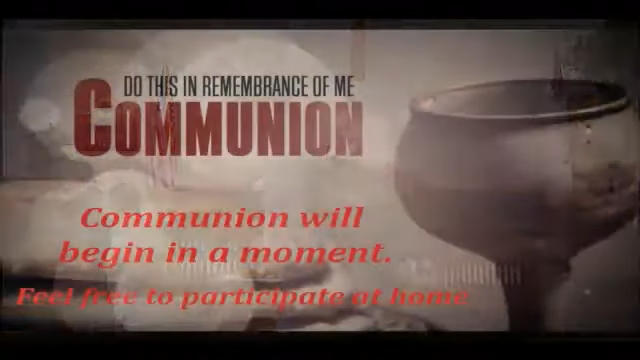 DO THIS IN REMEMBRANCE OF ME
COMMUNION
Communion will
begin in a moment.
Feel free to participate at home